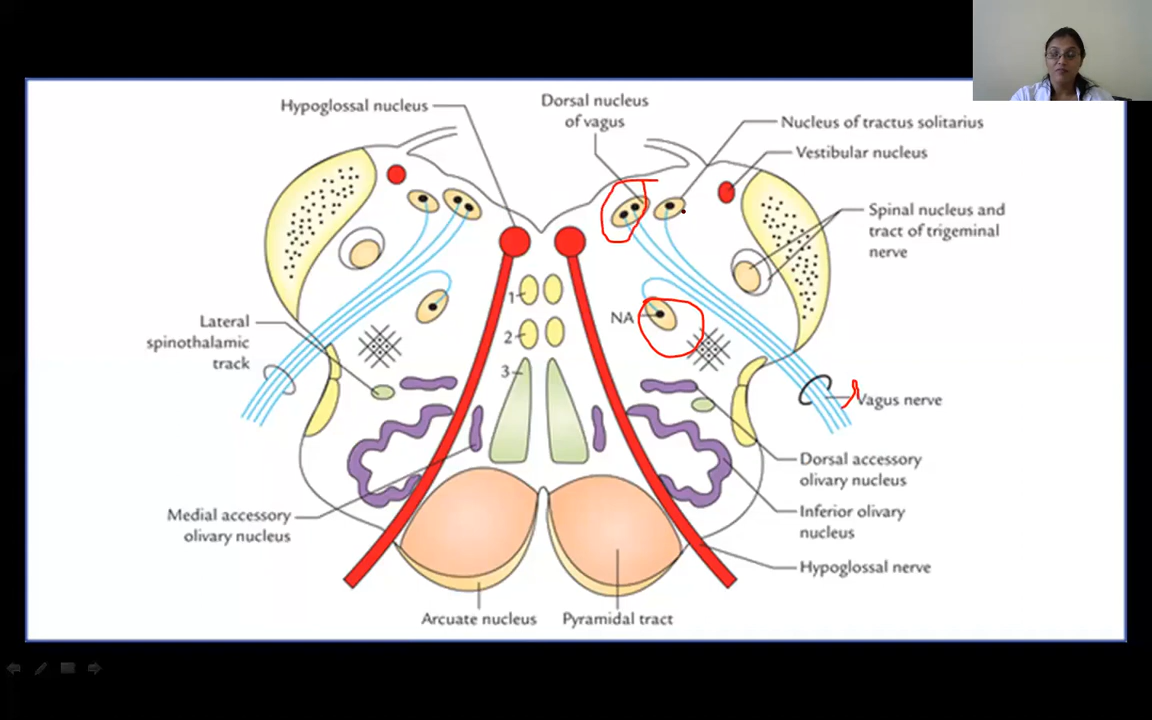 Hypoglossal nucleus
Dorsal nucleus
of vagus
Nucleus of tractus solitarius
Vestibular nucleus
Spinal nucleus and
tract of trigeminal
nerve
1
NA
Lateral
spinothalamic
track
2
3
Vagus nerve
Dorsal accessory
olivary nucleus
Medial accessory
olivary nucleus
Inferior olivary
nucleus
Hypoglossal nerve
Arcuate nucleus
Pyramidal tract